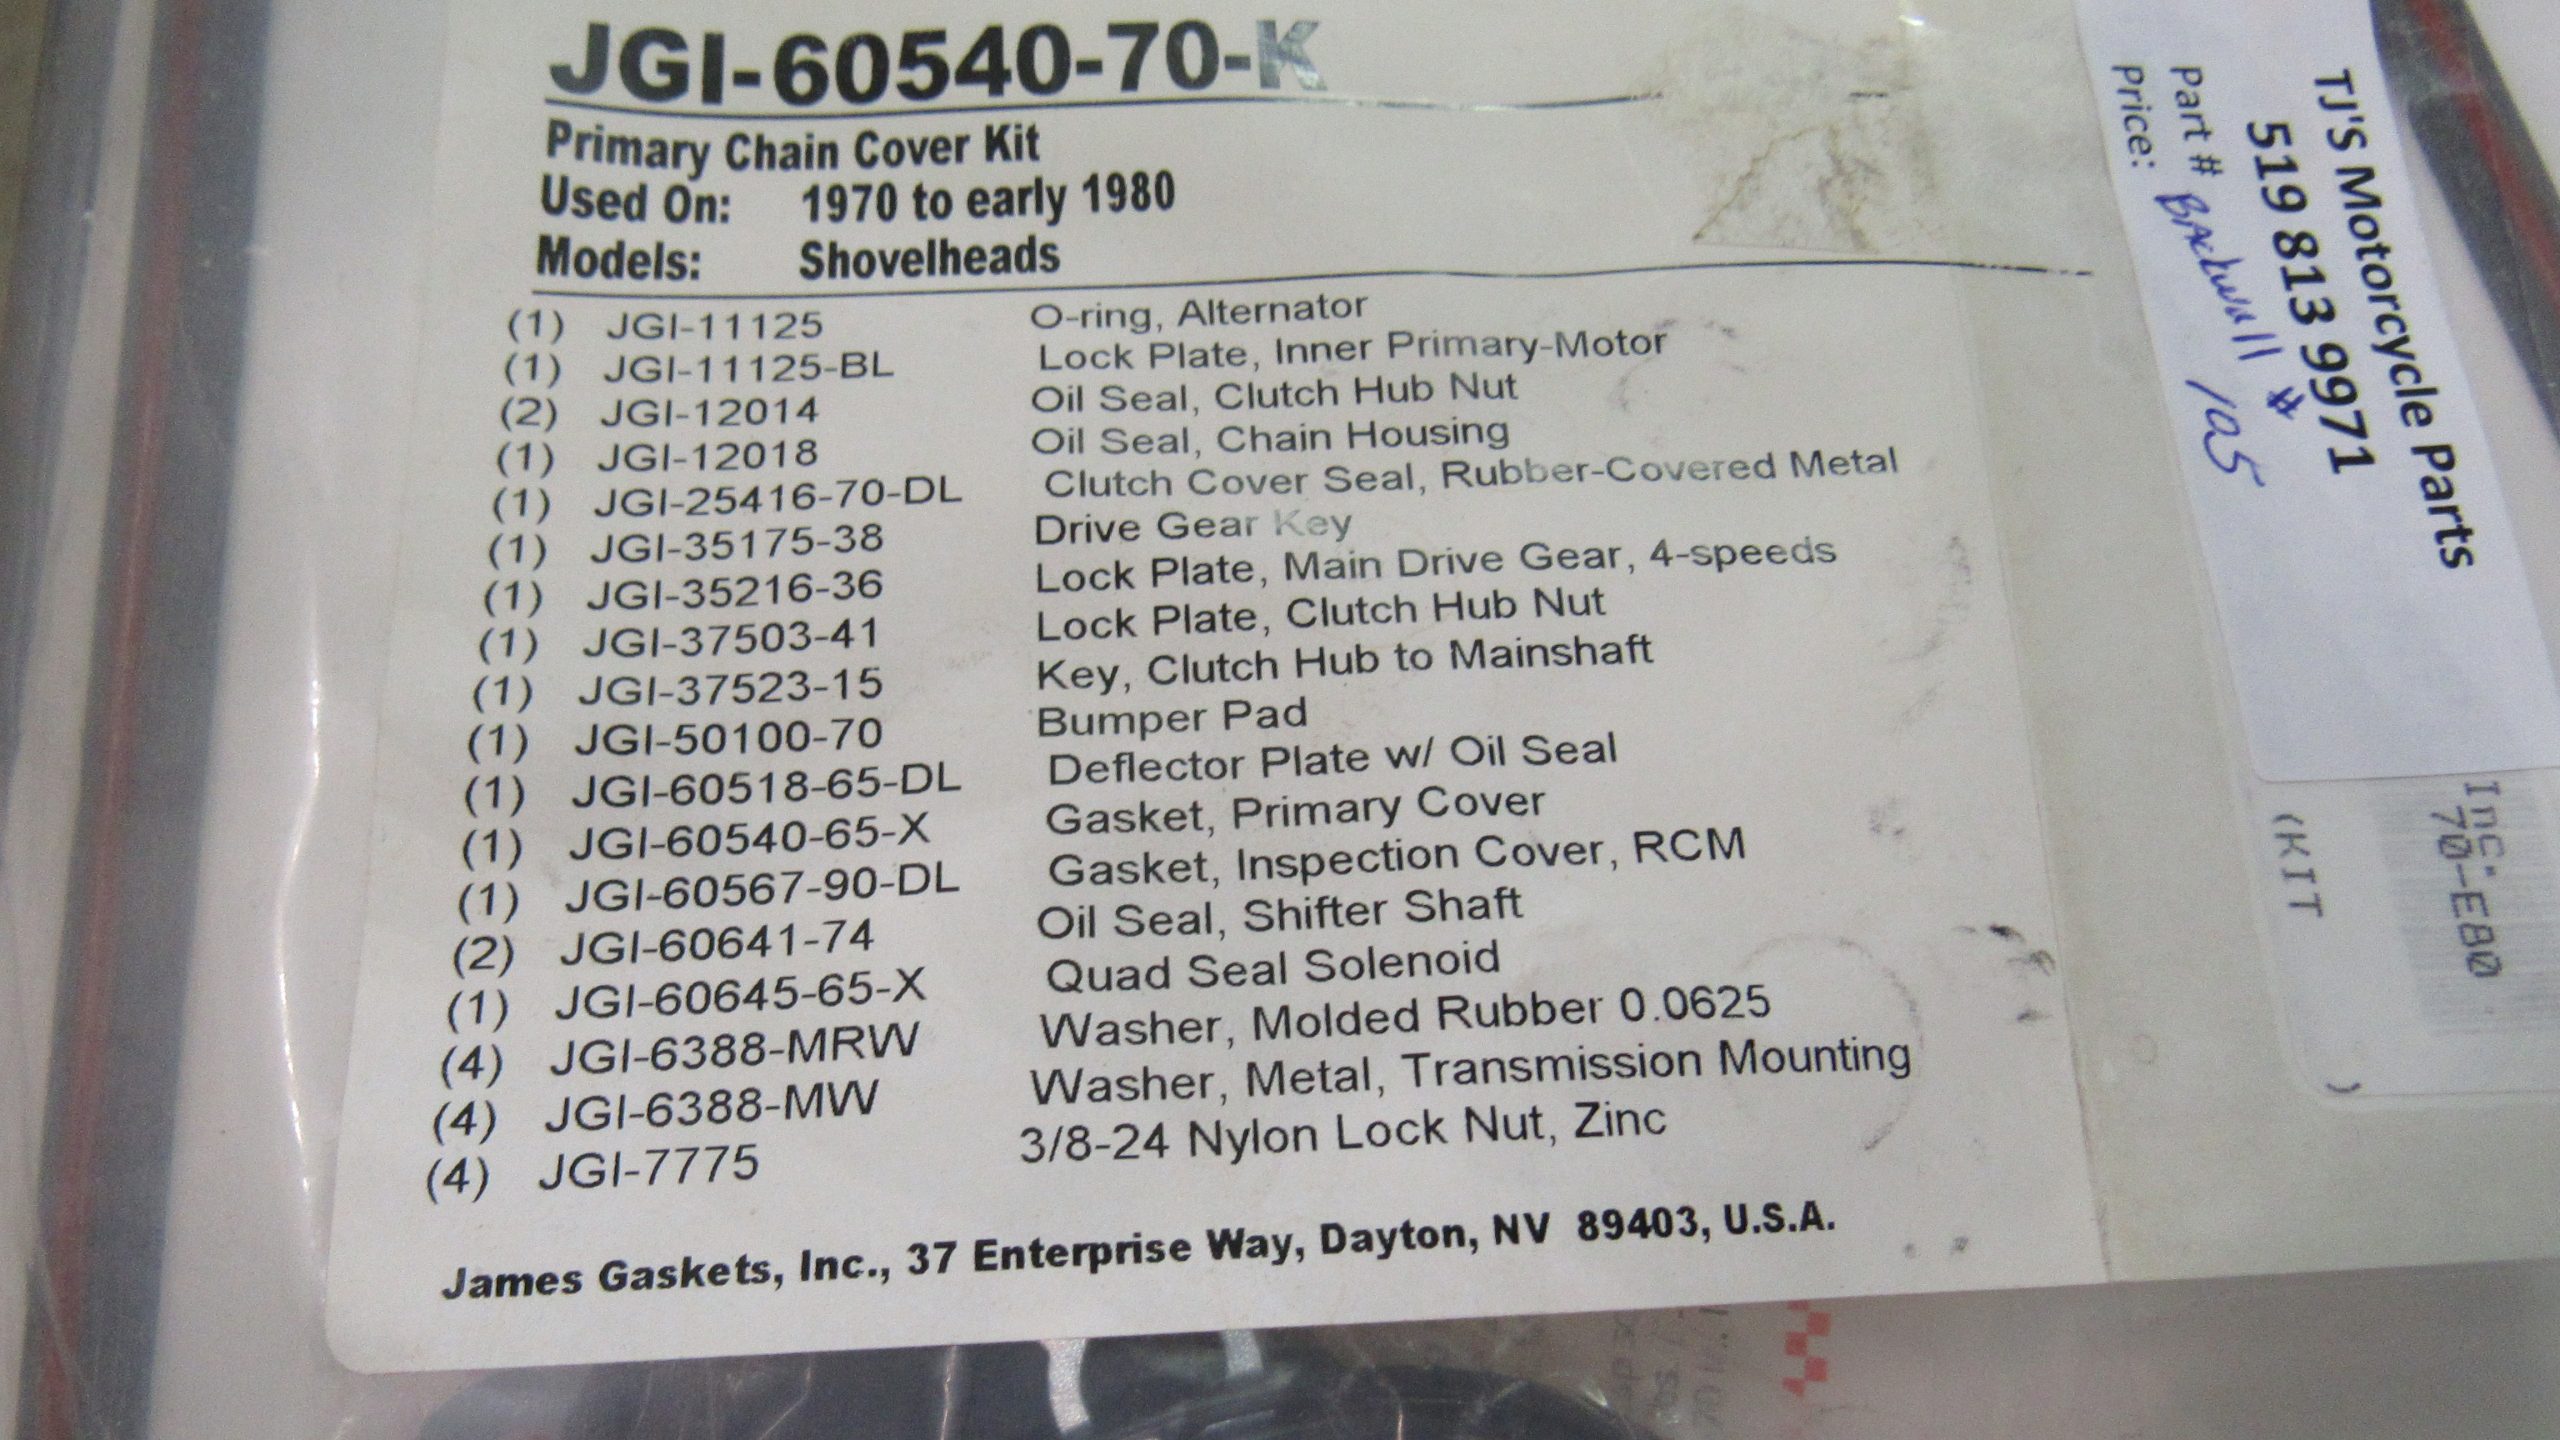 JGI-60540-70-K
Primary Chain Cover Kit
Used On: 1970 to early 1980
Models: Shovelheads
(1) JGI-11125 O-ring, Alternator
(1) JGI-11125-BL Lock Plate, Inner Primary-Motor
(2) JGI-12014 Oil Seal, Clutch Hub Nut
(1) JGI-12018 Oil Seal, Chain Housing
(1) JGI-25416-70-DL Clutch Cover Seal, Rubber-Covered Metal
(1) JGI-35175-38 Drive Gear Key
(1) JGI-35216-36 Lock Plate, Main Drive Gear, 4-speeds
(1) JGI-37503-41 Lock Plate, Clutch Hub Nut
(1) JGI-37523-15 Key, Clutch Hub to Mainshaft
(1) JGI-50100-70 Bumper Pad
(1) JGI-60518-65-DL Deflector Plate w/ Oil Seal
(1) JGI-60540-65-X Gasket, Primary Cover
(1) JGI-60567-90-DL Gasket, Inspection Cover, RCM
(2) JGI-60641-74 Oil Seal, Shifter Shaft
(1) JGI-60645-65-X Quad Seal Solenoid
(4) JGI-6388-MRW Washer, Molded Rubber 0.0625
(4) JGI-6388-MW Washer, Metal, Transmission Mounting
(4) JGI-7775 3/8-24 Nylon Lock Nut, Zinc
James Gaskets, Inc., 37 Enterprise Way, Dayton, NV 89403, U.S.A.
TJ'S Motorcycle Parts
519 813 9971
Part # Backwall #
Price: 125
Inc.
70-E80
(KIT )